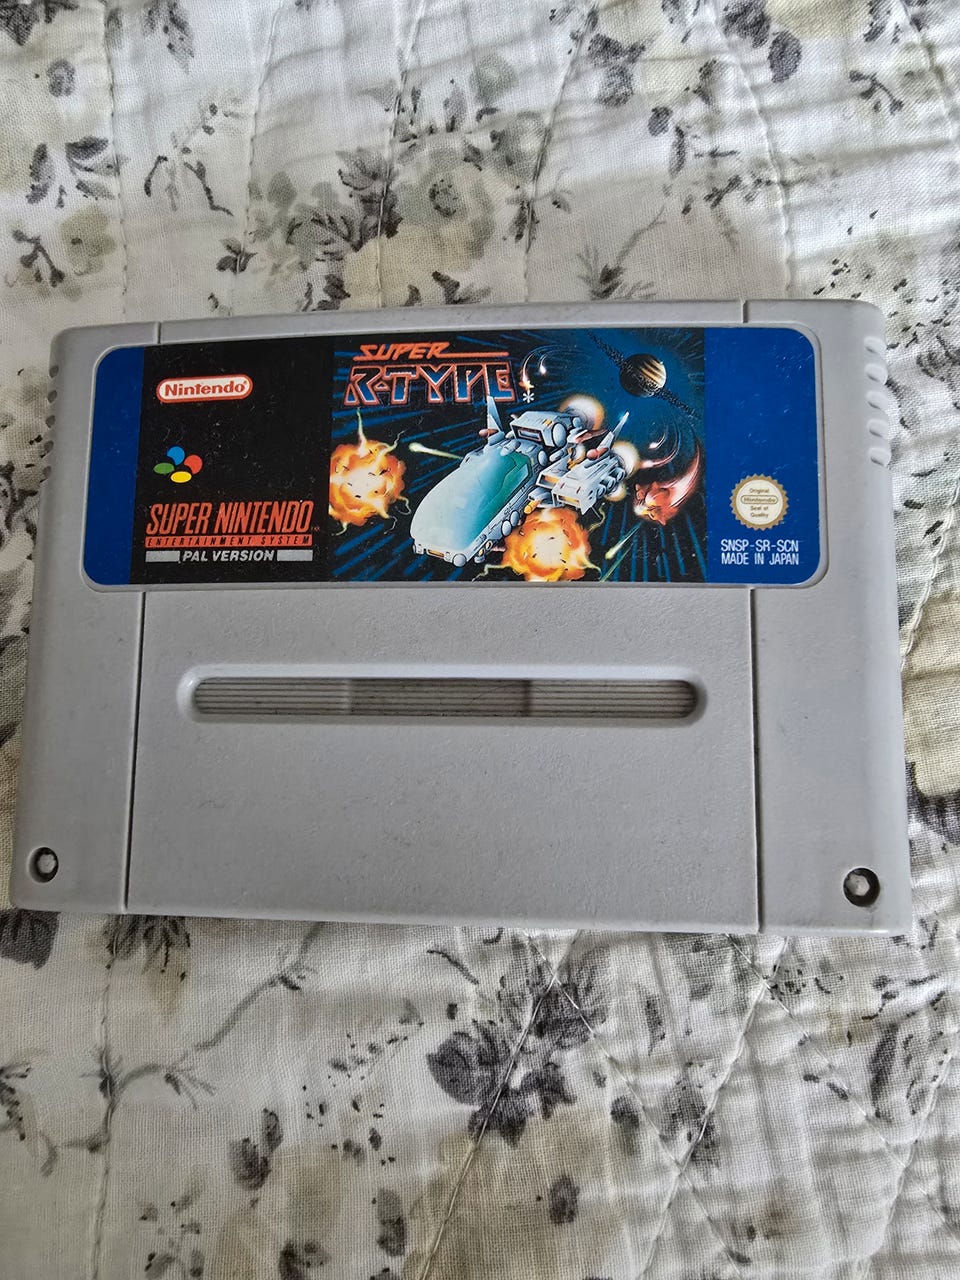 SUPER
R-TYPE
Nintendo®
SUPER NINTENDO
ENTERTAINMENT SYSTEM
PAL VERSION
Original
Nintendo
Seal of
Quality
SNSP-SR-SCN
MADE IN JAPAN